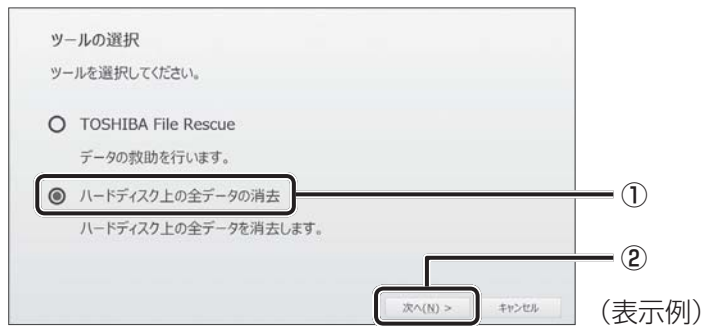 ツールの選択
ツールを選択してください。
TOSHIBA File Rescue
データの救助を行います。
ハードディスク上の全データの消去
①
ハードディスク上の全データを消去します。
②
次へ(N) >
キャンセル
（表示例）